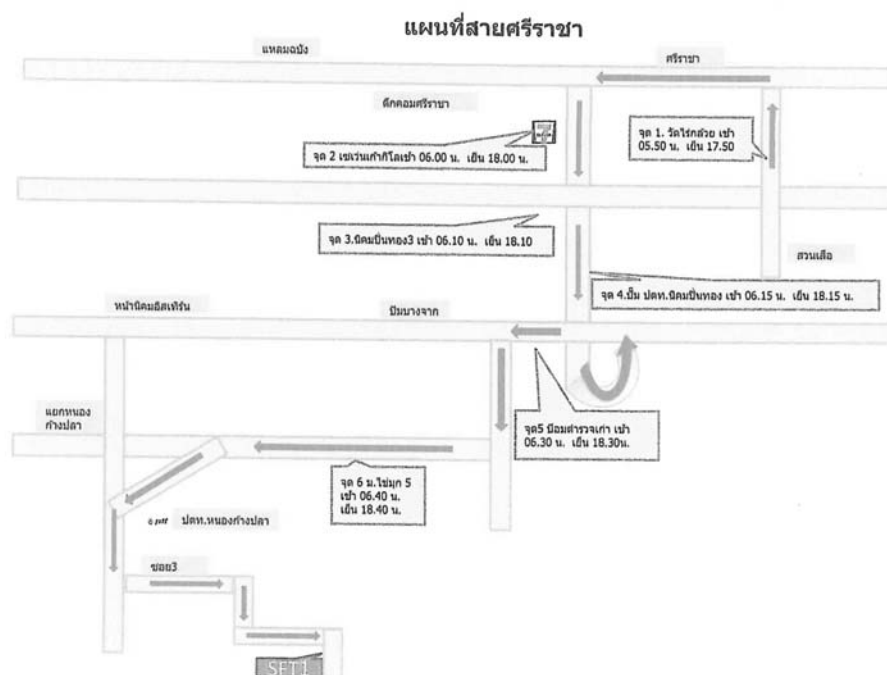 แผนที่สายศรีราชา
แหลมฉบัง
ศรีราชา
ตึกคอมศรีราชา
7
จุด 1. วัดไร่กล้วย เช้า
05.50 น. เย็น 17.50
จุด 2 เซเว่นเก้ากิโลเช้า 06.00 น. เย็น 18.00 น.
จุด 3.นิคมปิ่นทอง3 เช้า 06.10 น. เย็น 18.10
สวนเสือ
จุด 4.ปั๊ม ปตท.นิคมปิ่นทอง เช้า 06.15 น. เย็น 18.15 น.
หน้านิคมอิสเทิร์น
ปัมบางจาก
แยกหนอง
ก้างปลา
จุด5 ป้อมตำรวจเก่า เช้า
06.30 น. เย็น 18.30น.
จุด 6 ม.ไข่มุก 5
เช้า 06.40 น.
เย็น 18.40 น.
ptt ปตท.หนองก้างปลา
ซอย3
SFT1